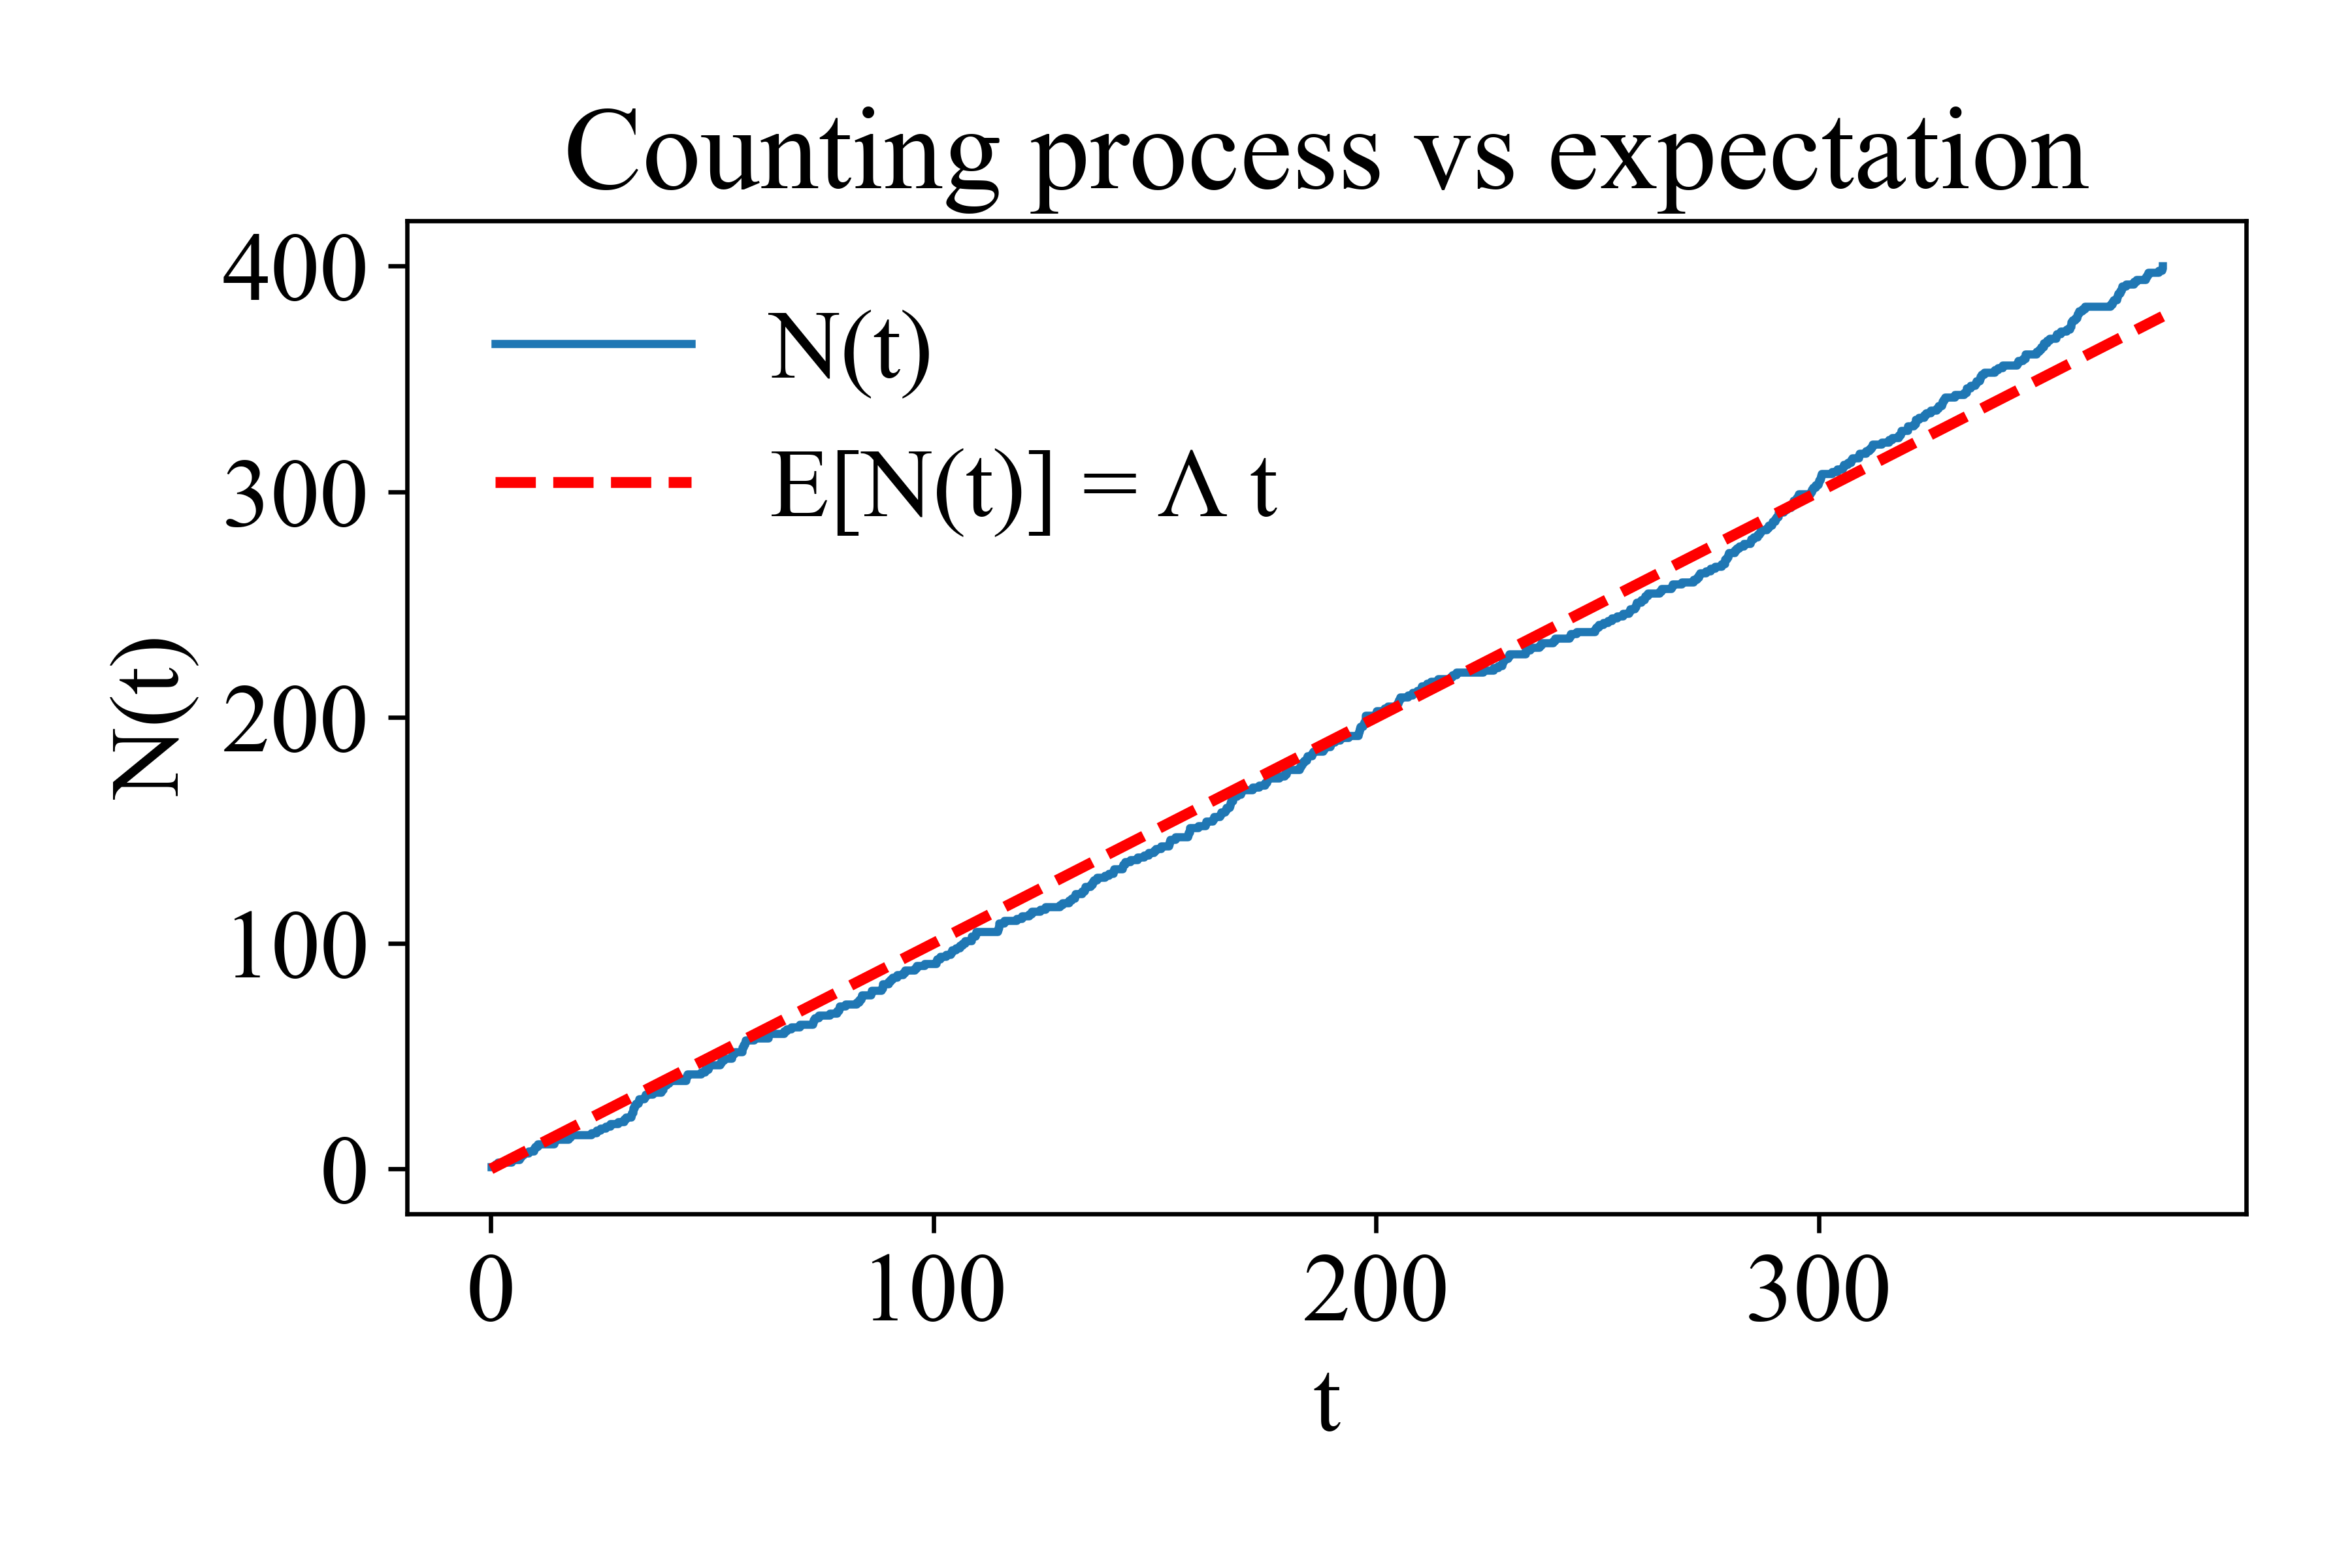 Counting process vs expectation
N(t)
E[N(t)] = Λ t
N(t)
400
300
200
100
0
0 100 200 300
t